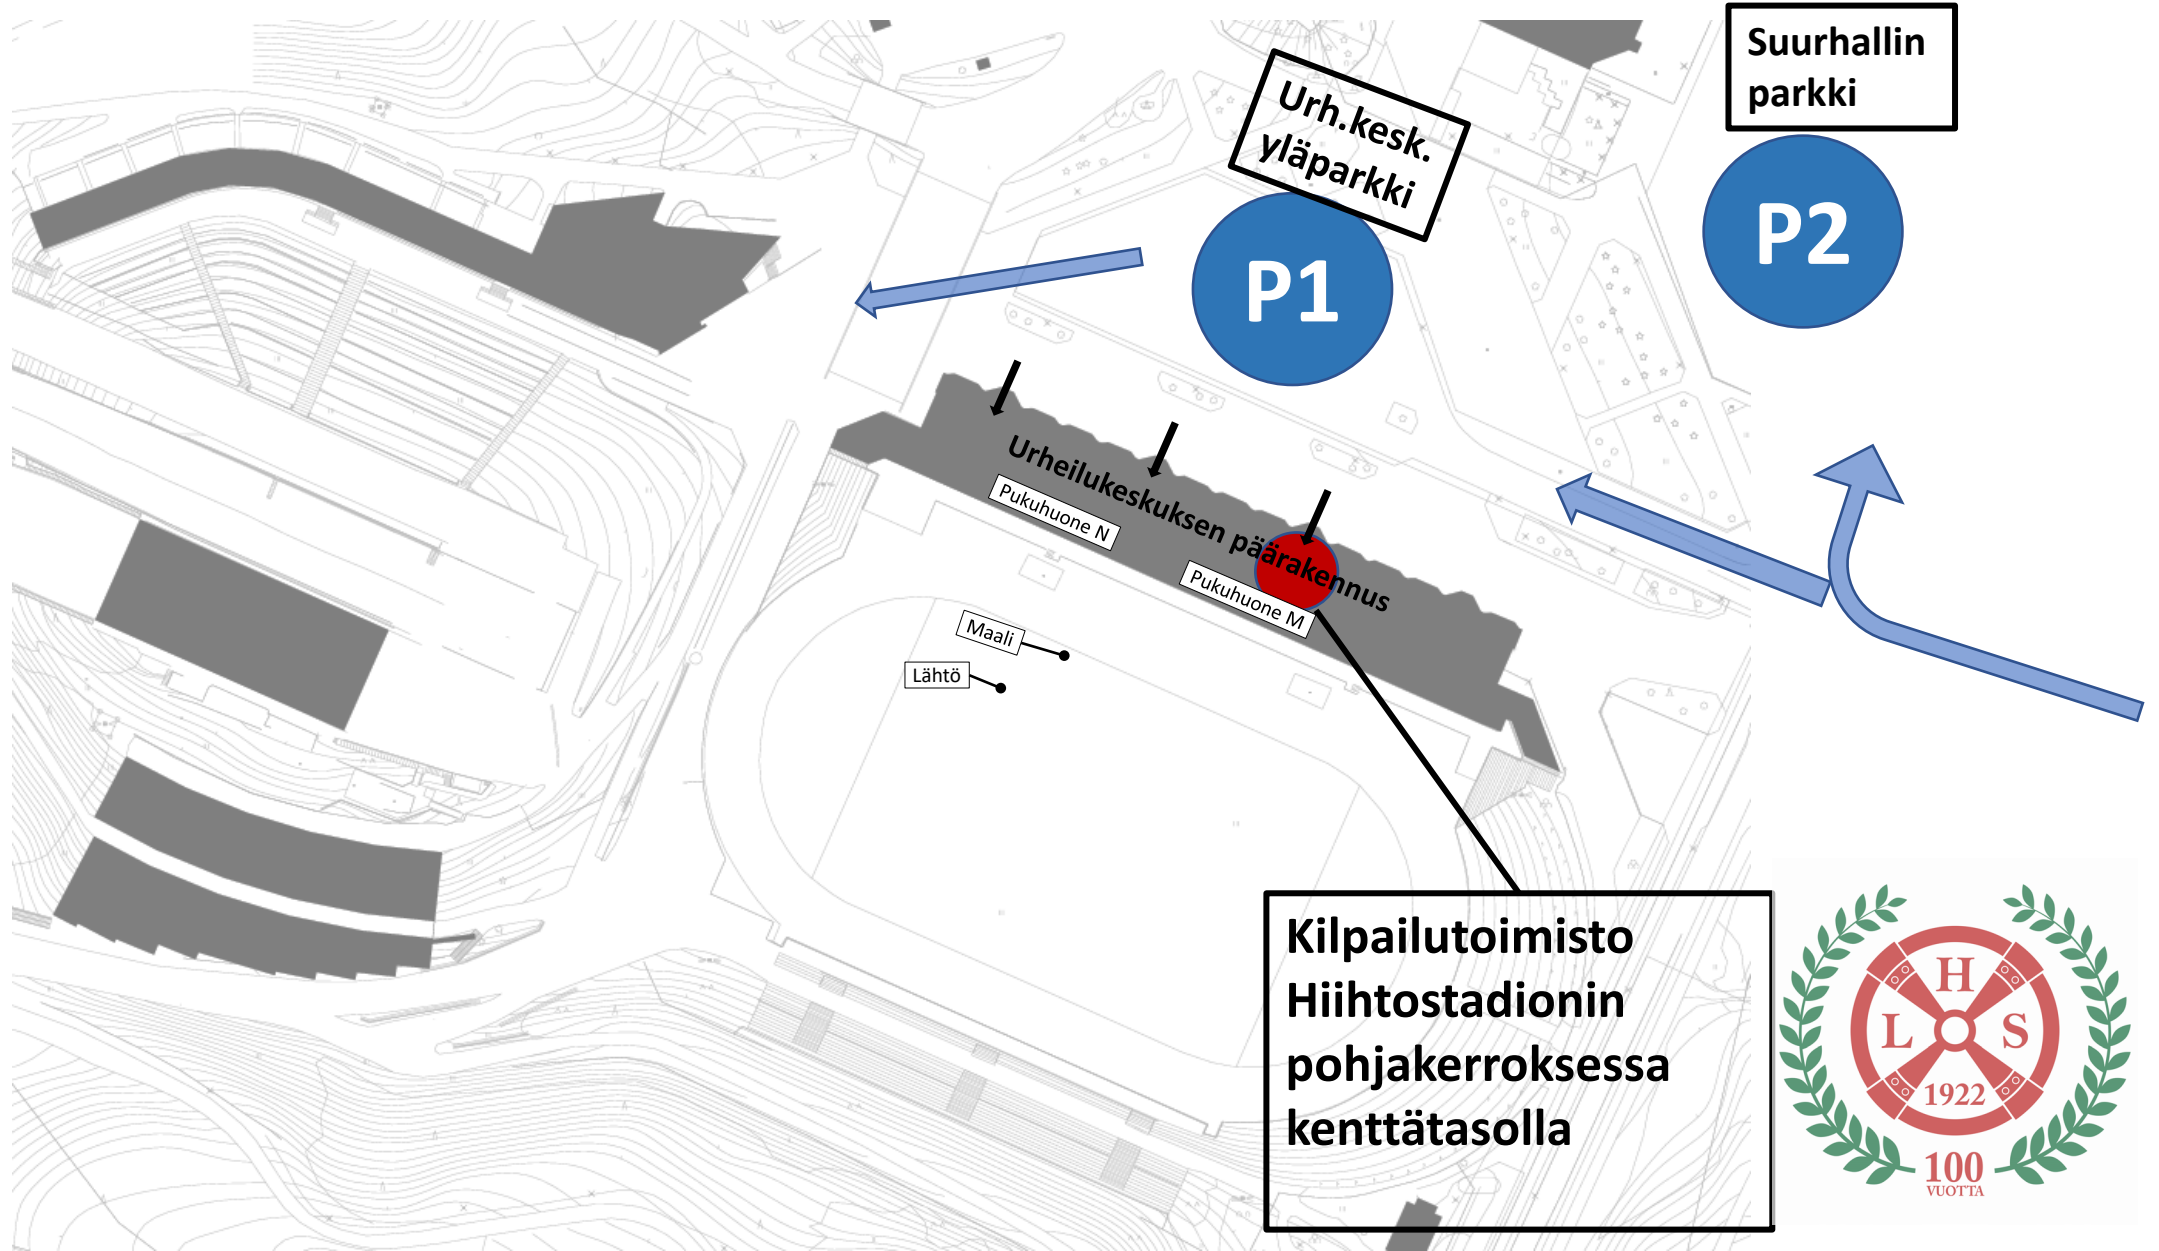 Suurhallin
parkki
Urh.kesk.
yläparkki
P2
P1
Urheilukeskuksen päärakennus
Pukuhuone N
Pukuhuone M
Maali
Lähtö
Kilpailutoimisto
Hiihtostadionin
pohjakerroksessa
kenttätasolla
H
L S
1922
100
VUOTTA